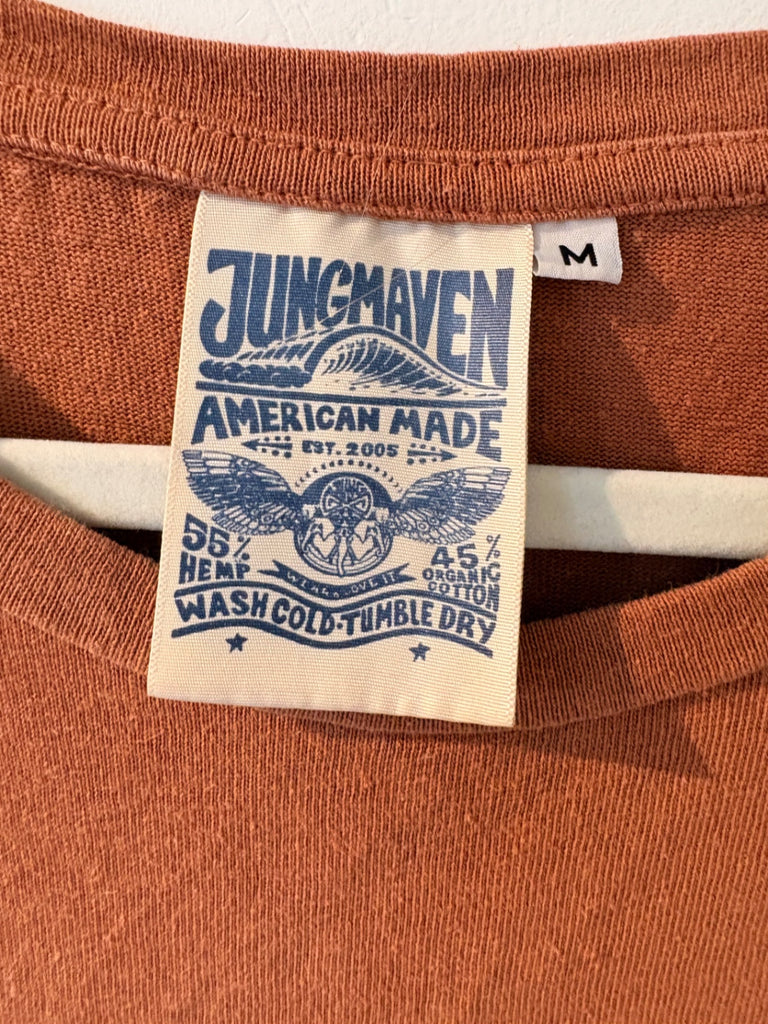 JUNGMAVEN
M
AMERICAN MADE
EST. 2005
55% HEMP
45% ORGANIC COTTON
WASH COLD-TUMBLE DRY